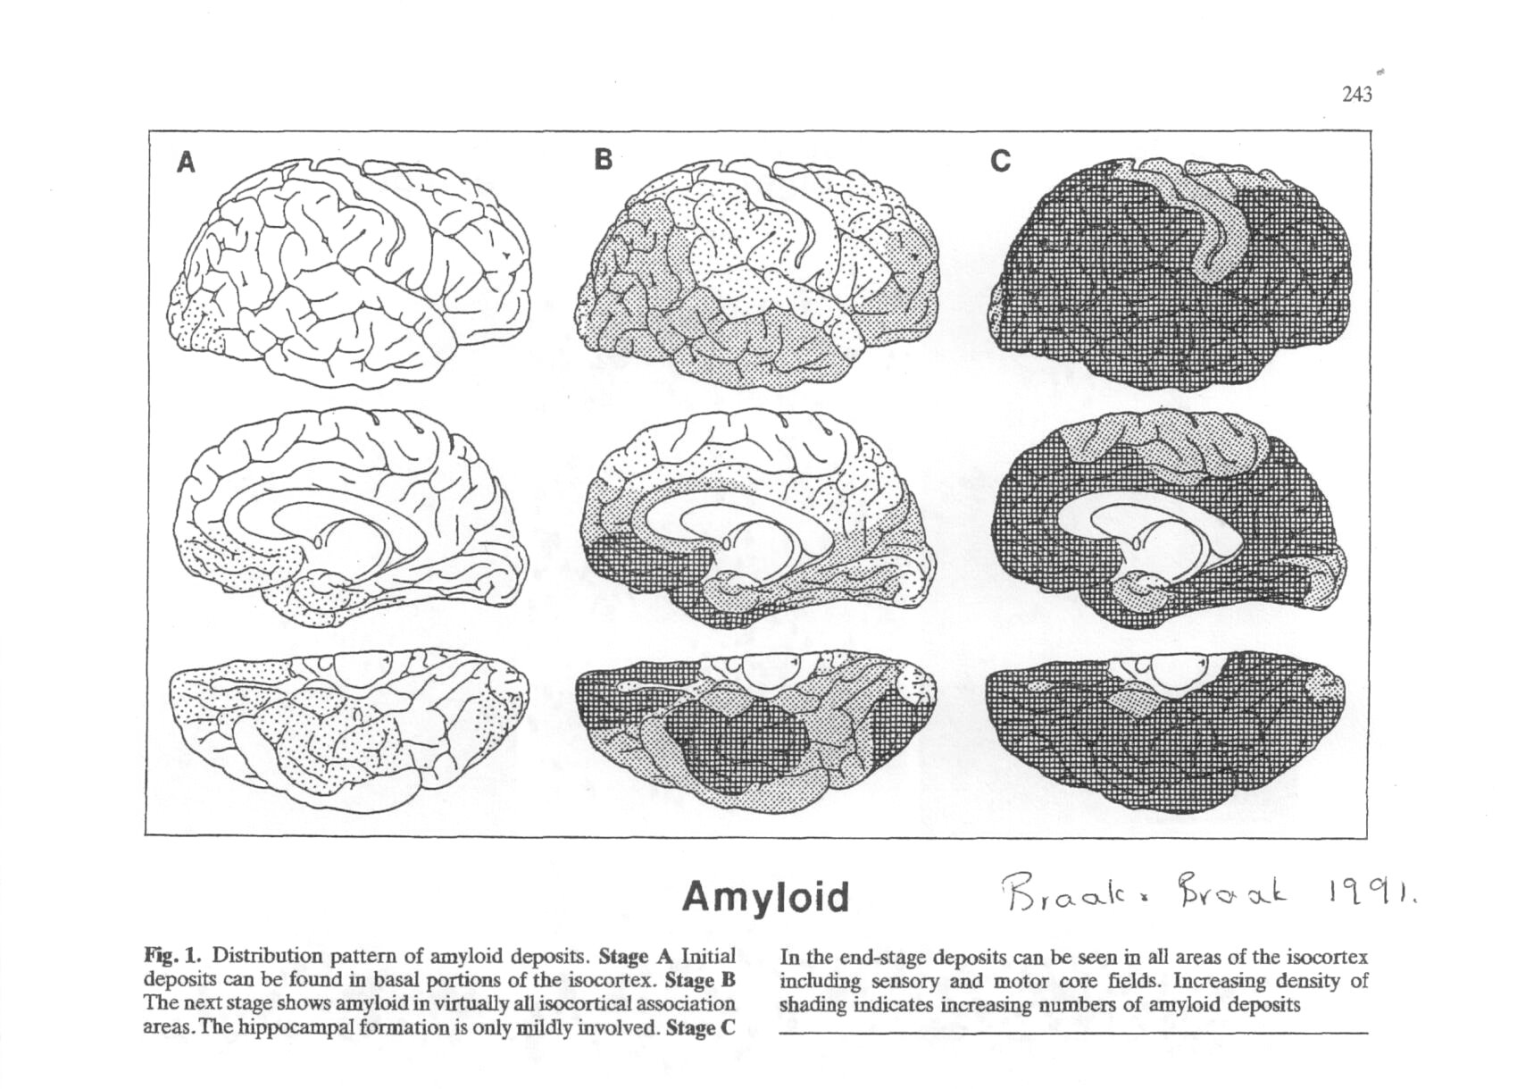 243
A B C
Amyloid
Braak & Braak 1991.
Fig. 1. Distribution pattern of amyloid deposits. Stage A Initial
deposits can be found in basal portions of the isocortex. Stage B
The next stage shows amyloid in virtually all isocortical association
areas. The hippocampal formation is only mildly involved. Stage C
In the end-stage deposits can be seen in all areas of the isocortex
including sensory and motor core fields. Increasing density of
shading indicates increasing numbers of amyloid deposits